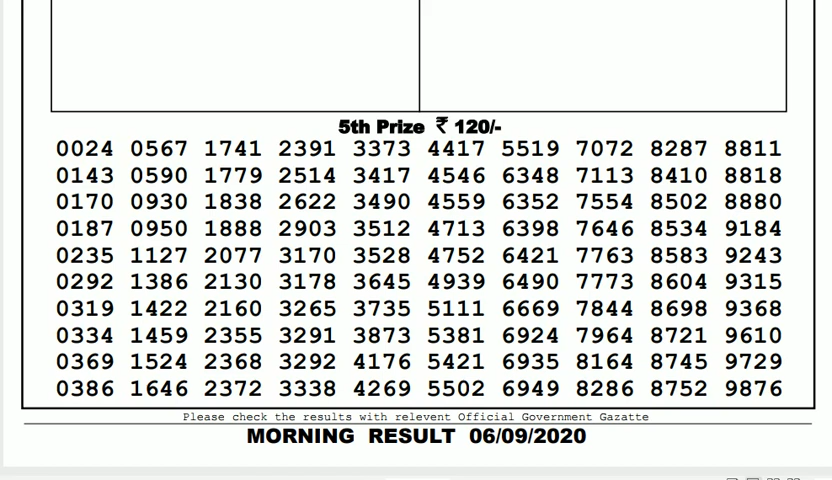 5th Prize ₹ 120/-
0024 0567 1741 2391 3373 4417 5519 7072 8287 8811
0143 0590 1779 2514 3417 4546 6348 7113 8410 8818
0170 0930 1838 2622 3490 4559 6352 7554 8502 8880
0187 0950 1888 2903 3512 4713 6398 7646 8534 9184
0235 1127 2077 3170 3528 4752 6421 7763 8583 9243
0292 1386 2130 3178 3645 4939 6490 7773 8604 9315
0319 1422 2160 3265 3735 5111 6669 7844 8698 9368
0334 1459 2355 3291 3873 5381 6924 7964 8721 9610
0369 1524 2368 3292 4176 5421 6935 8164 8745 9729
0386 1646 2372 3338 4269 5502 6949 8286 8752 9876
Please check the results with relevent Official Government Gazatte
MORNING RESULT 06/09/2020